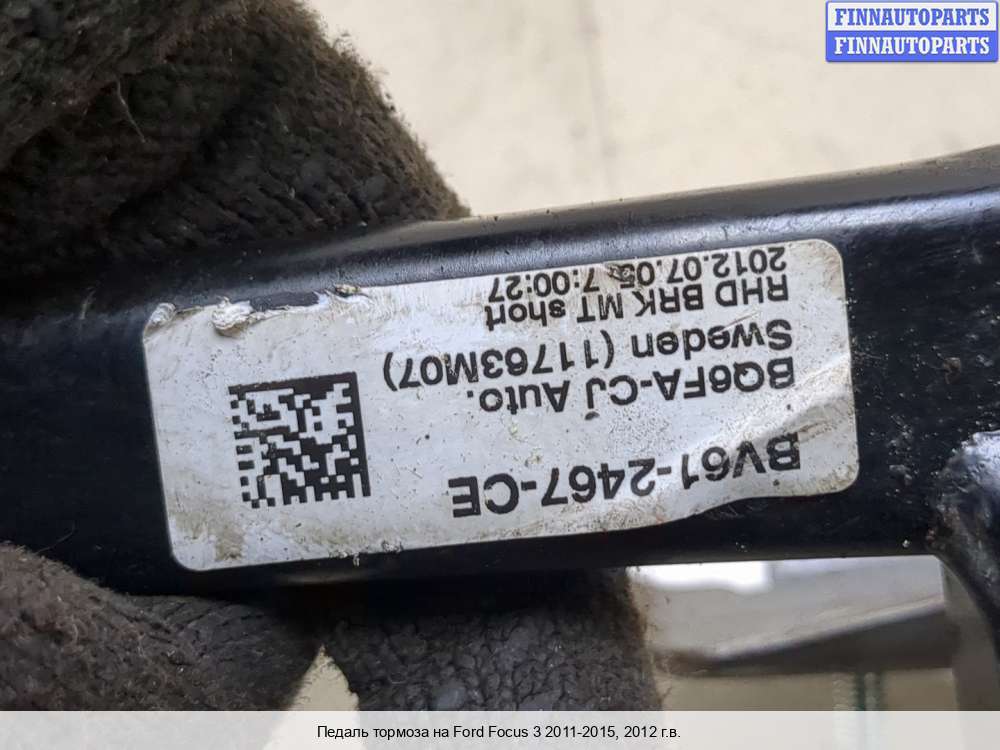 FINNAUTOPARTS
FINNAUTOPARTS
BV61-2467-CE
BQ6FA-CJ Auto.
Sweden (11763M07)
RHD BRK MT short
2012.07.05 7:00:27
Педаль тормоза на Ford Focus 3 2011-2015, 2012 г.в.